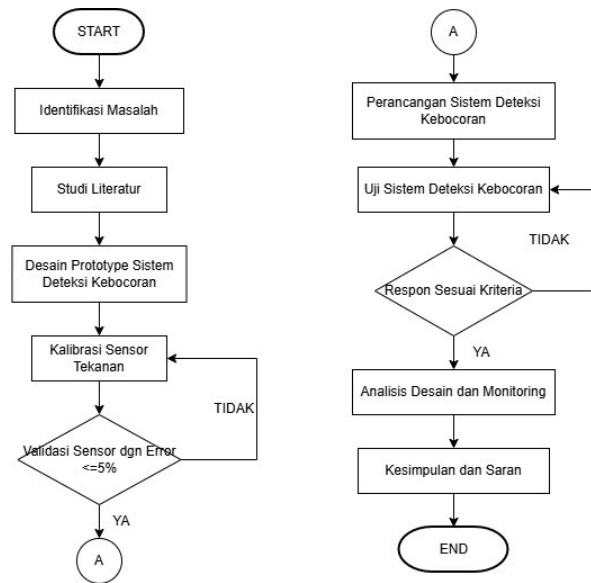 START
Identifikasi Masalah
Studi Literatur
Desain Prototype Sistem
Deteksi Kebocoran
Kalibrasi Sensor
Tekanan
TIDAK
Validasi Sensor dgn Error
<=5%
YA
A
A
Perancangan Sistem Deteksi
Kebocoran
Uji Sistem Deteksi Kebocoran
TIDAK
Respon Sesuai Kriteria
YA
Analisis Desain dan Monitoring
Kesimpulan dan Saran
END